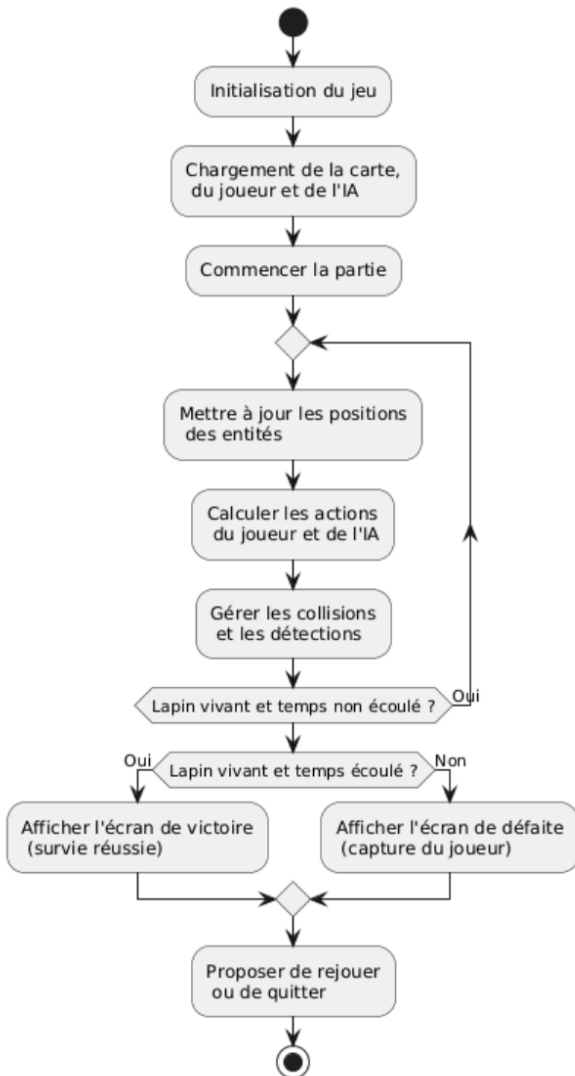 Initialisation du jeu
Chargement de la carte,
du joueur et de l'IA
Commencer la partie
Mettre à jour les positions
des entités
Calculer les actions
du joueur et de l'IA
Gérer les collisions
et les détections
Lapin vivant et temps non écoulé ?
Oui
Lapin vivant et temps écoulé ?
Oui
Non
Afficher l'écran de victoire
(survie réussie)
Afficher l'écran de défaite
(capture du joueur)
Proposer de rejouer
ou de quitter